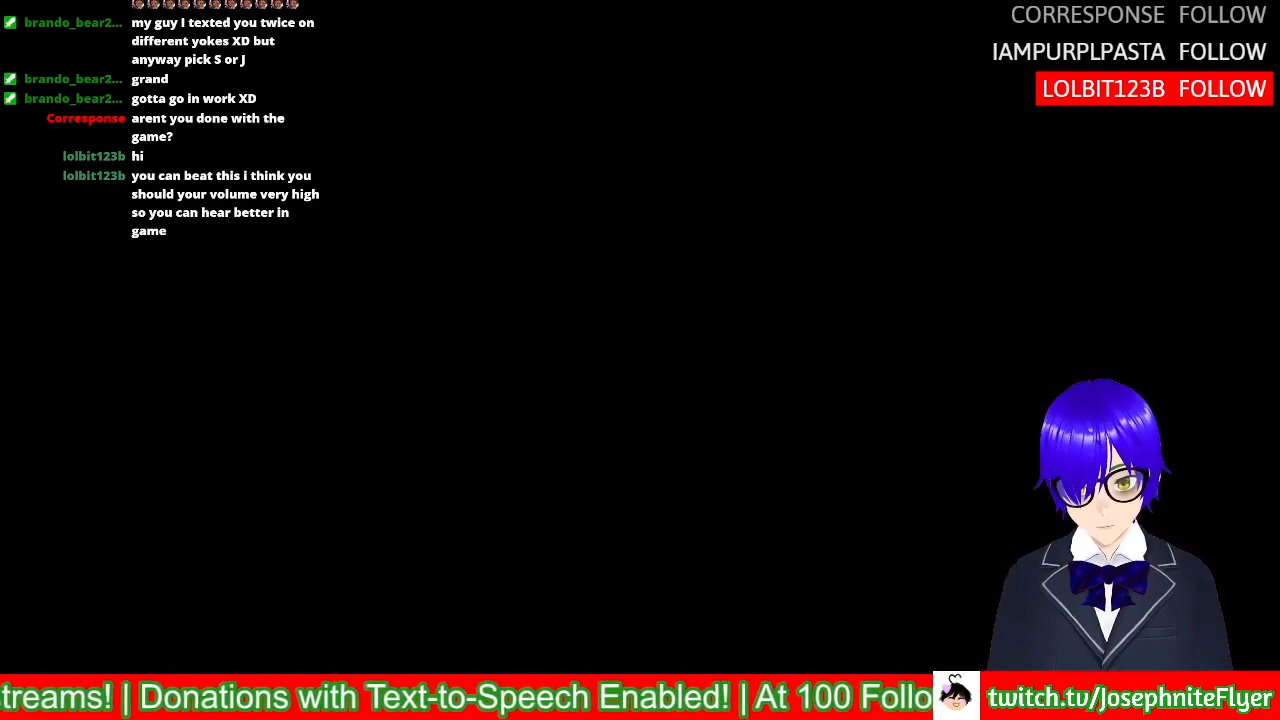 brando_bear2... my guy I texted you twice on
different yokes XD but
anyway pick S or J
brando_bear2... grand
brando_bear2... gotta go in work XD
Corresponse arent you done with the
game?
lolbit123b hi
lolbit123b you can beat this i think you
should your volume very high
so you can hear better in
game
CORRESPONSE FOLLOW
IAMPURPLPASTA FOLLOW
LOLBIT123B FOLLOW
treams! | Donations with Text-to-Speech Enabled! | At 100 Follo
twitch.tv/JosephniteFlyer